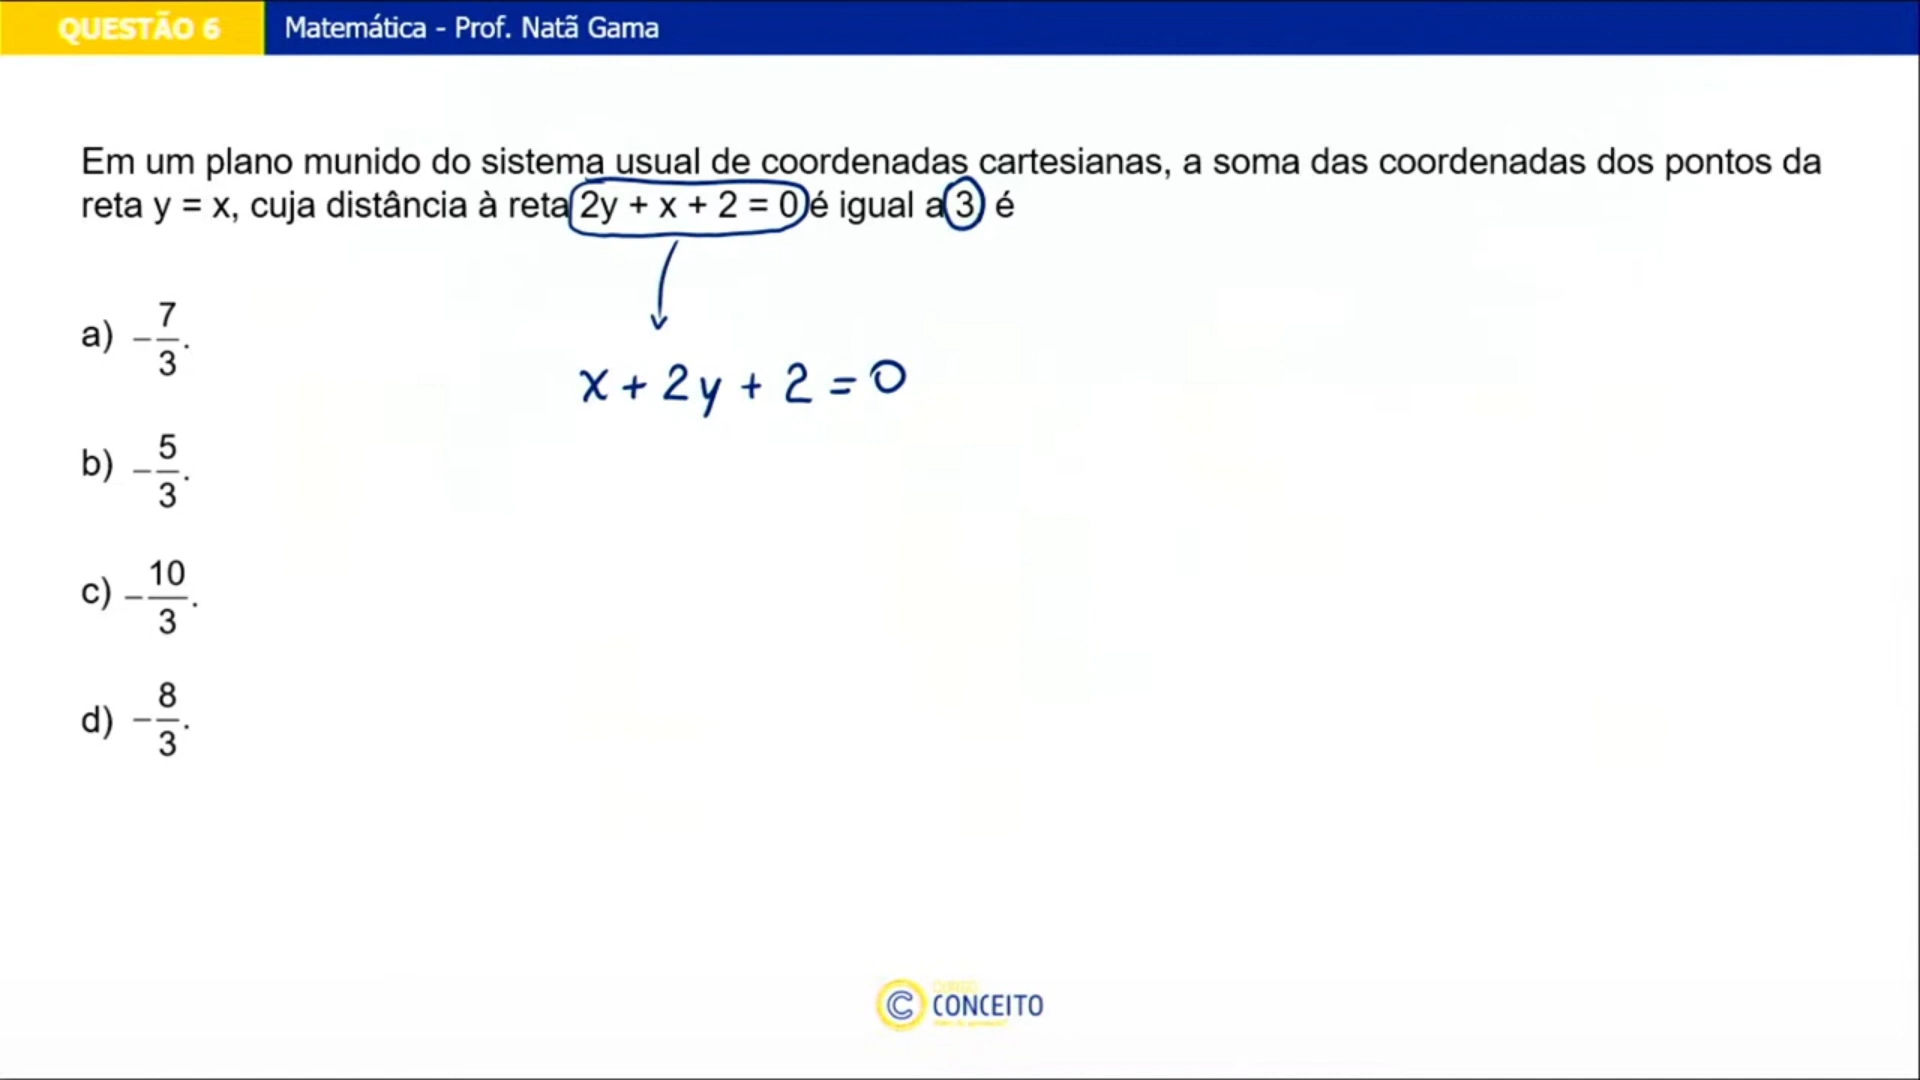 QUESTÃO 6
Matemática - Prof. Natã Gama
Em um plano munido do sistema usual de coordenadas cartesianas, a soma das coordenadas dos pontos da
reta y = x, cuja distância à reta 2y + x + 2 = 0 é igual a 3 é
x + 2y + 2 = 0
a) -7/3.
b) -5/3.
c) -10/3.
d) -8/3.
CURSO
CONCEITO